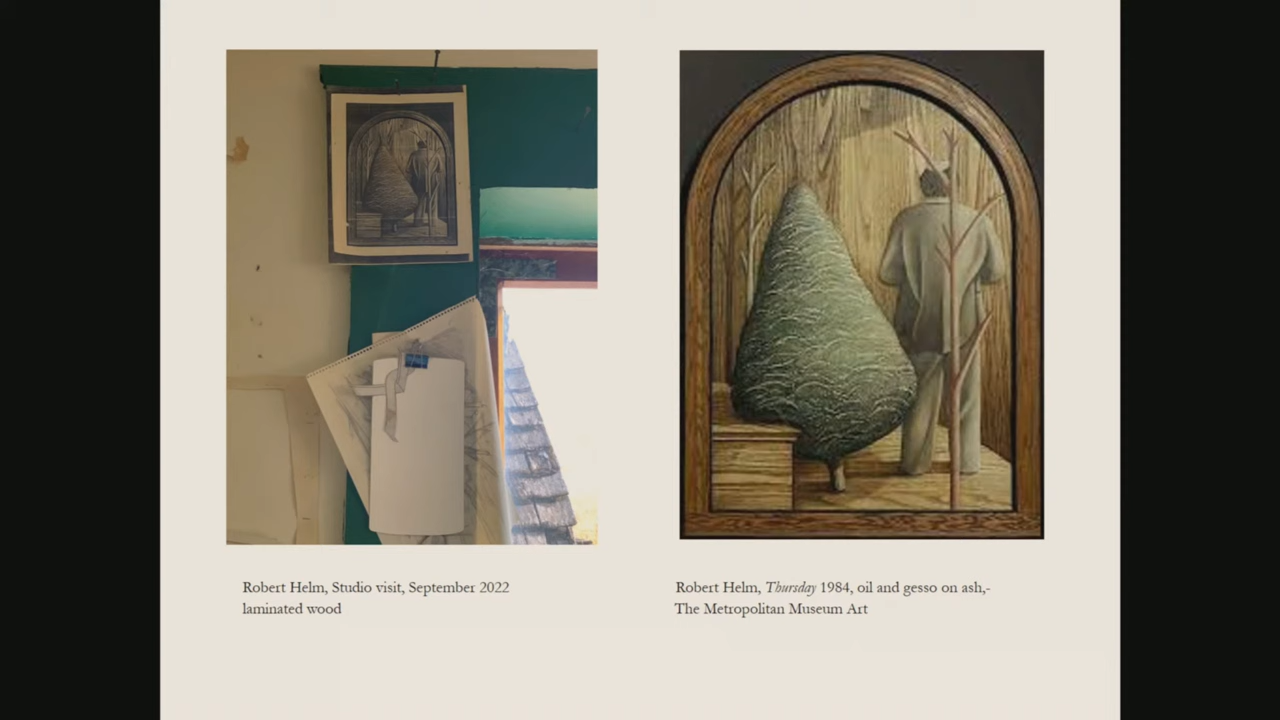 Robert Helm, Studio visit, September 2022
laminated wood
Robert Helm, Thursday 1984, oil and gesso on ash,-
The Metropolitan Museum Art